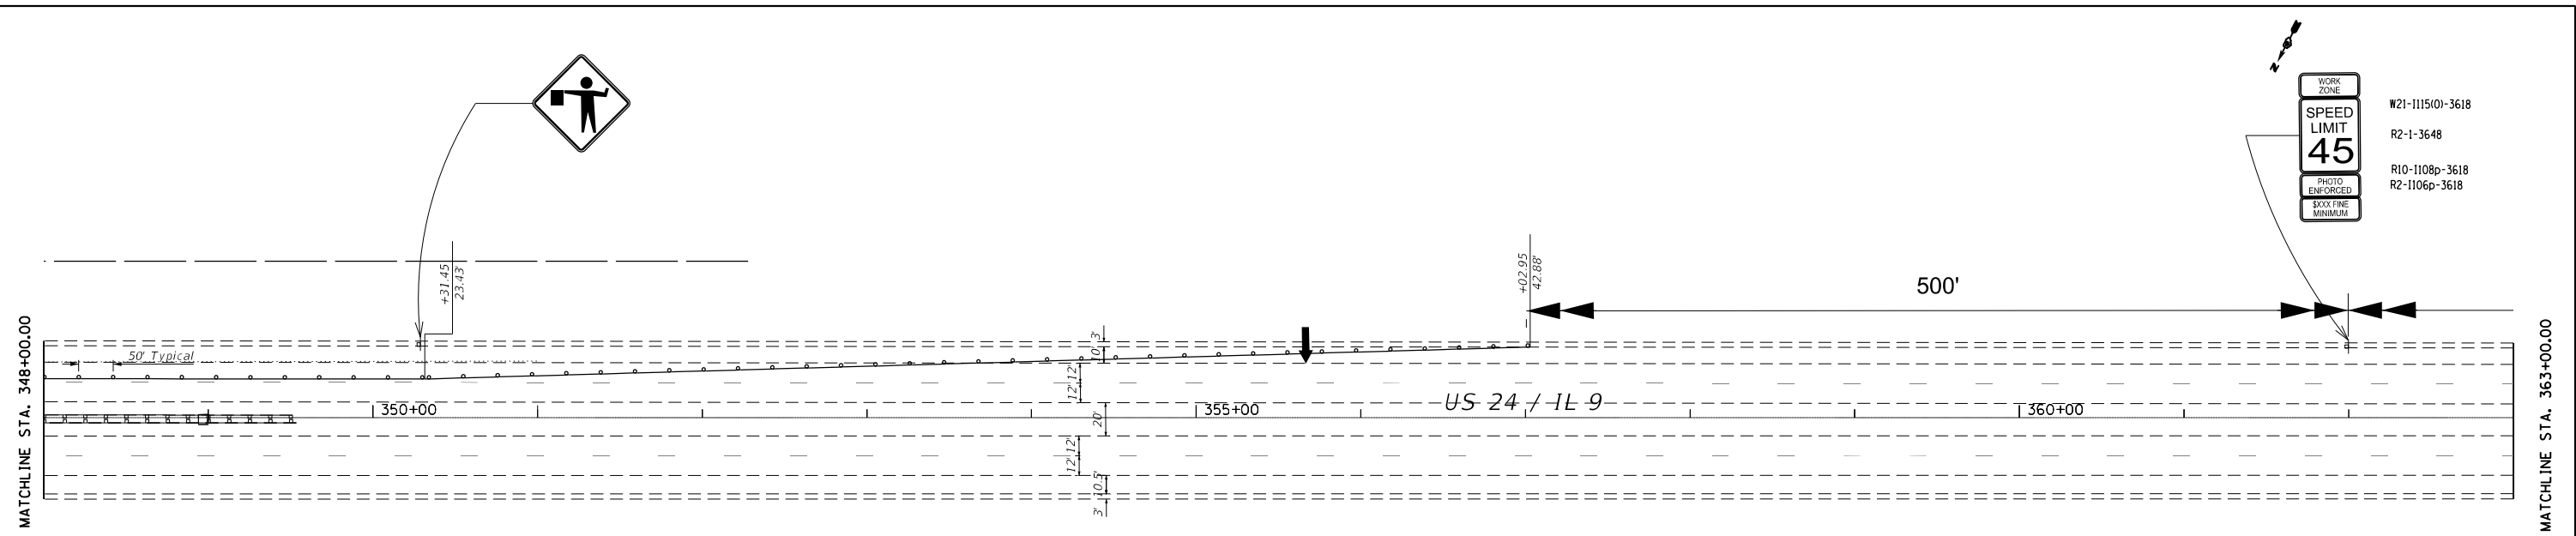 N
WORK
ZONE
SPEED
LIMIT
45
PHOTO
ENFORCED
$XXX FINE
MINIMUM
W21-I115(0)-3618
R2-1-3648
R10-I108p-3618
R2-I106p-3618
+31.45
23.43'
+02.95
42.88'
500'
MATCHLINE STA. 348+00.00
50' Typical
3'
10'
12'
12'
20'
12'
12'
10.5'
3'
350+00
355+00
US 24 / IL 9
360+00
MATCHLINE STA. 363+00.00